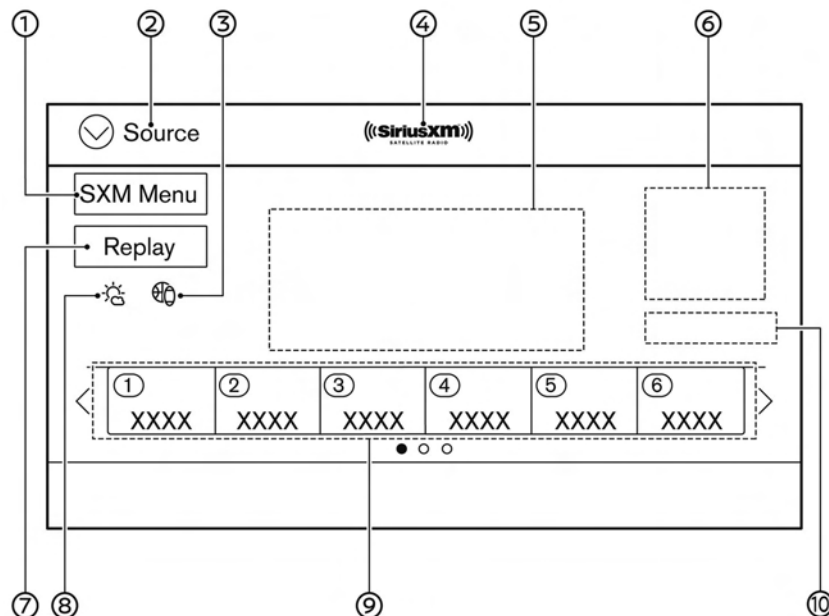 ① ② ③ ④ ⑤ ⑥
Source
(((SiriusXM)))
SATELLITE RADIO
SXM Menu
Replay
① ② ③ ④ ⑤ ⑥
XXXX XXXX XXXX XXXX XXXX XXXX
⑦ ⑧ ⑨ ⑩